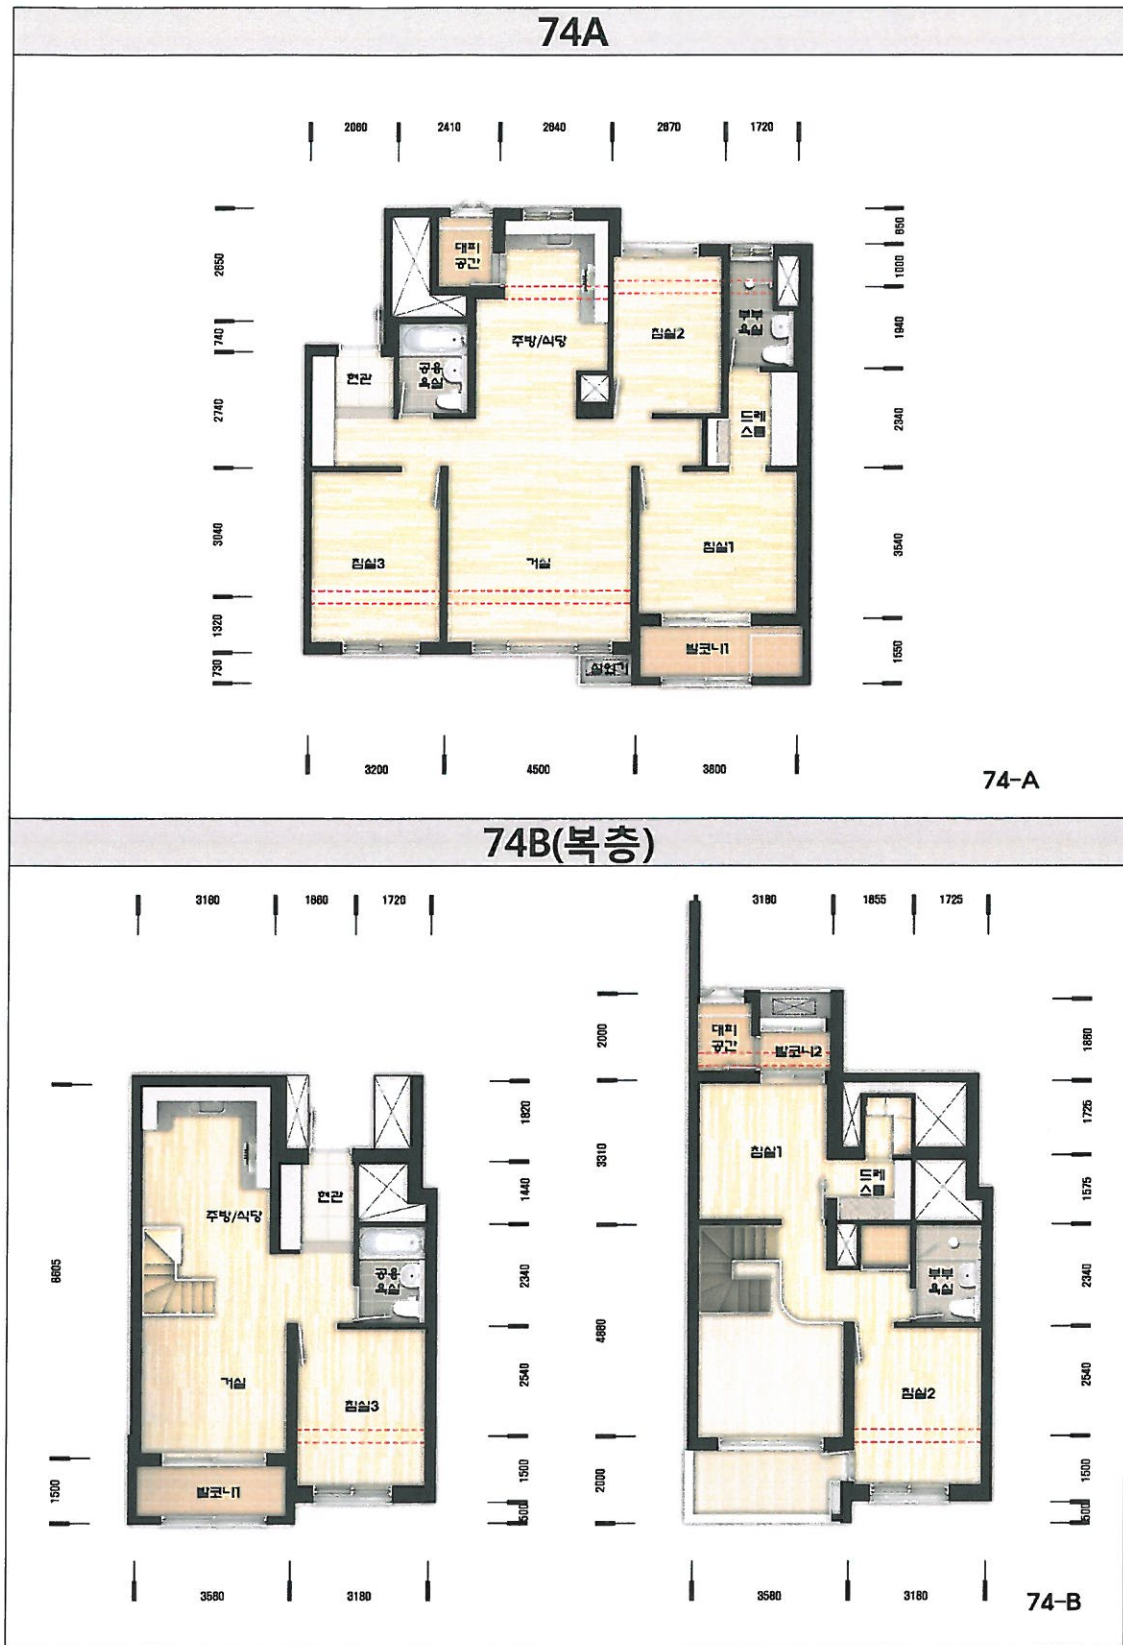 74A
2060 2410 2640 2670 1720
2650
740
2740
3040
1320
730
850
1000
1940
2340
3540
1550
대피
공간
주방/식당
침실2
부부
욕실
현관
공용
욕실
드레
스룸
침실3
거실
침실1
발코니1
실외기
3200 4500 3800
74-A
74B(복층)
3180 1860 1720
8605
1500
1820
1440
2340
2540
1500
500
현관
주방/식당
공용
욕실
거실
침실3
발코니1
3580 3180
3180 1855 1725
2000
3310
4880
2000
1860
1725
1575
2340
2540
1500
500
대피
공간
발코니2
침실1
드레
스룸
부부
욕실
침실2
3580 3180
74-B